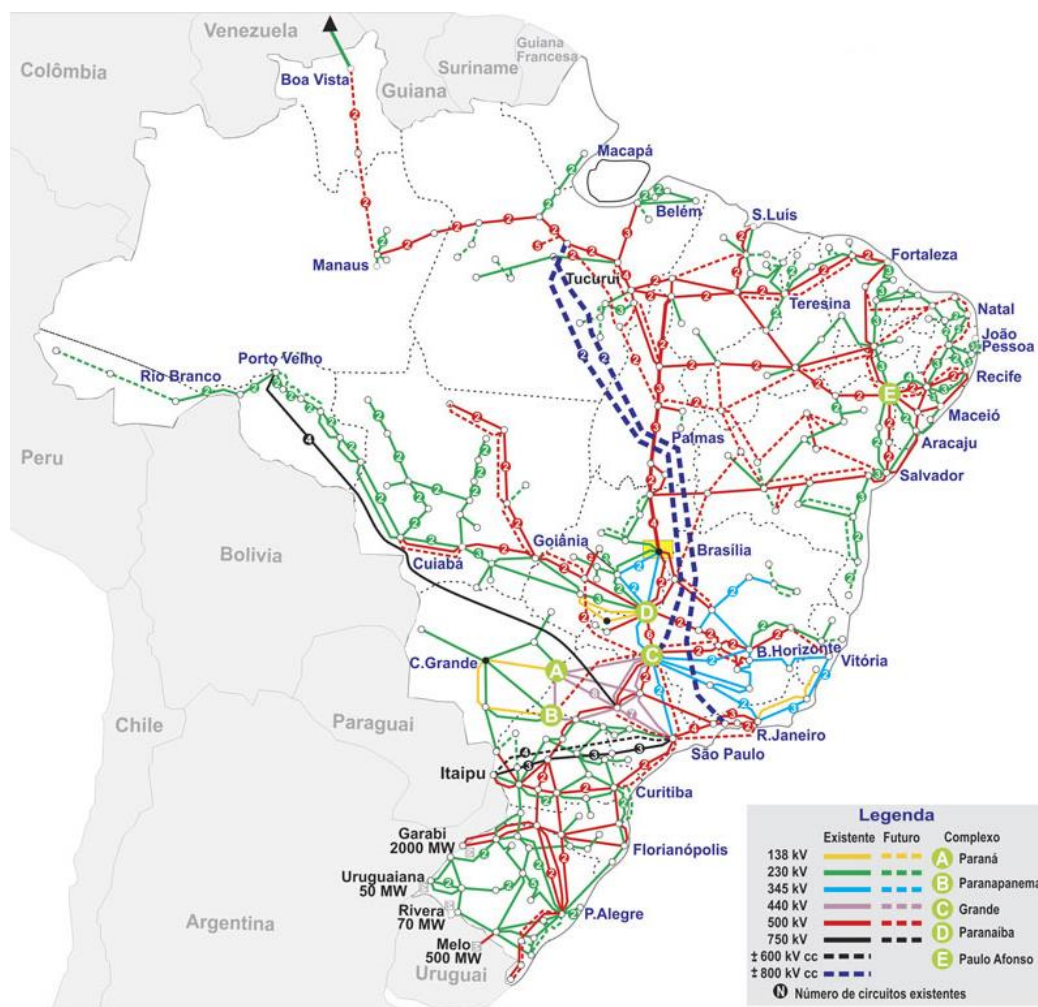 Venezuela
Guiana
Francesa
Suriname
Colômbia
Guiana
Boa Vista
Macapá
Belém
S.Luís
Manaus
Fortaleza
Tucuruí
Teresina
Natal
João
Pessoa
Porto Velho
Rio Branco
Recife
E
Maceió
Palmas
Aracaju
Peru
Salvador
Goiânia
Brasília
Bolivia
Cuiabá
D
B.Horizonte
C
Vitória
C.Grande
A
Paraguai
B
Chile
R.Janeiro
São Paulo
Itaipu
Curitiba
Garabi
2000 MW
Florianópolis
Uruguaiana
50 MW
Rivera
70 MW
P.Alegre
Melo
500 MW
Argentina
Uruguai
Legenda
Existente Futuro Complexo
138 kV A Paraná
230 kV
345 kV B Paranapanema
440 kV C Grande
500 kV D Paranaíba
750 kV
± 600 kV cc E Paulo Afonso
± 800 kV cc
N Número de circuitos existentes